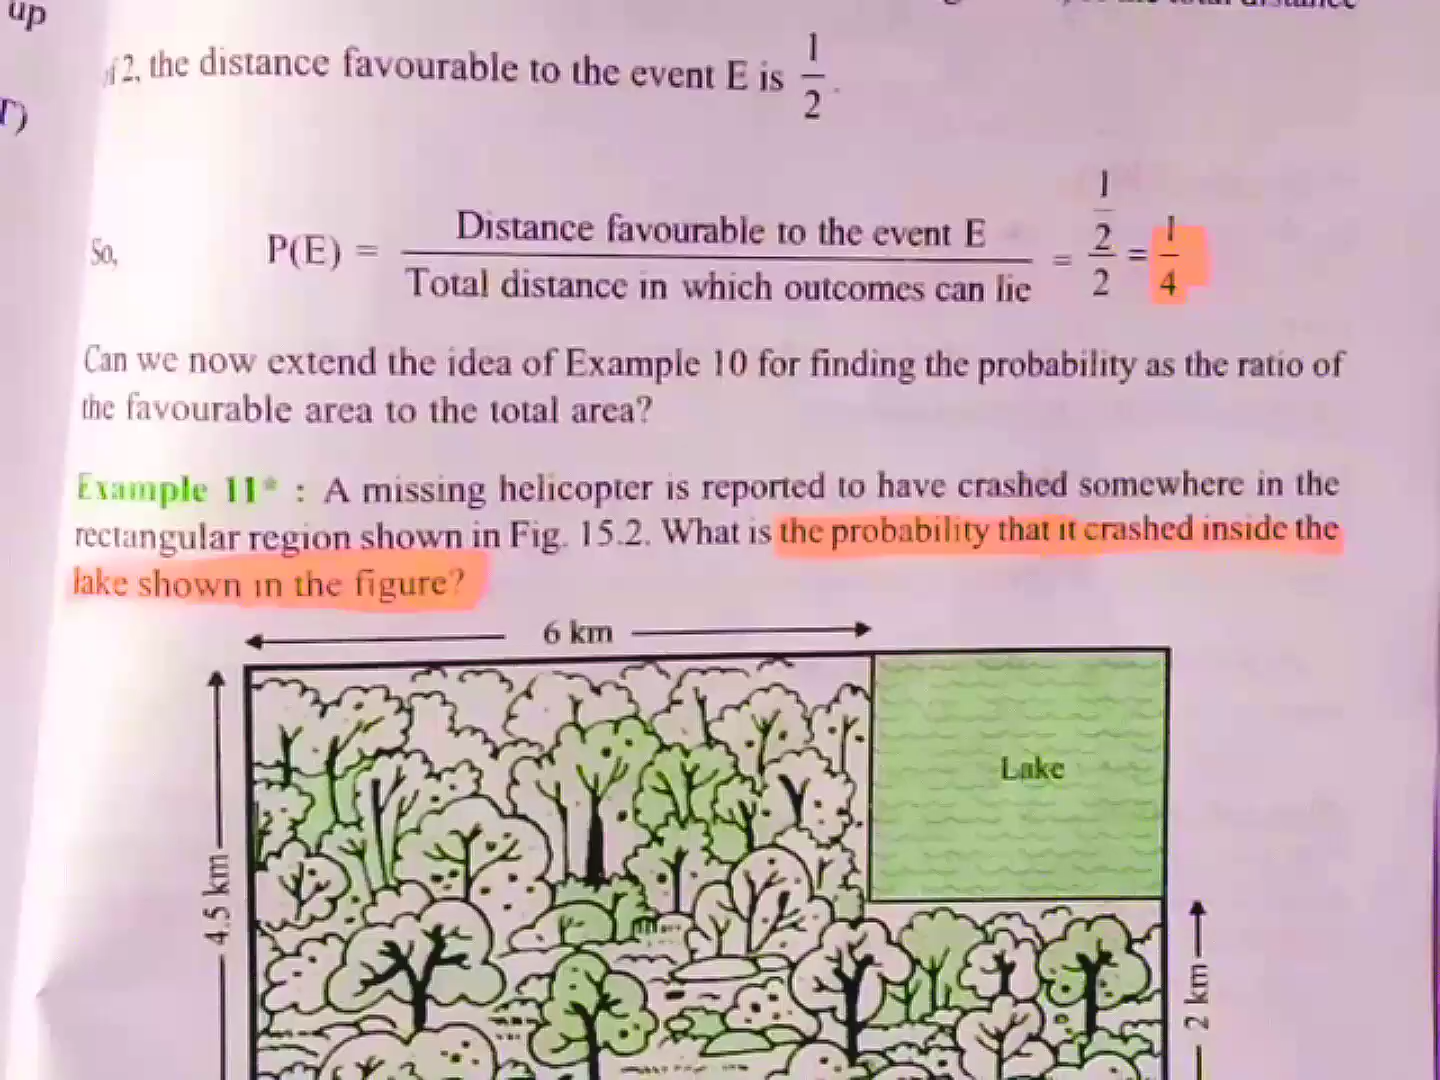 up
2, the distance favourable to the event E is 1/2.
T)
So, P(E) = Distance favourable to the event E / Total distance in which outcomes can lie = 1/2 / 2 = 1/4
Can we now extend the idea of Example 10 for finding the probability as the ratio of
the favourable area to the total area?
Example 11* : A missing helicopter is reported to have crashed somewhere in the
rectangular region shown in Fig. 15.2. What is the probability that it crashed inside the
lake shown in the figure?
6 km
Lake
4.5 km
2 km